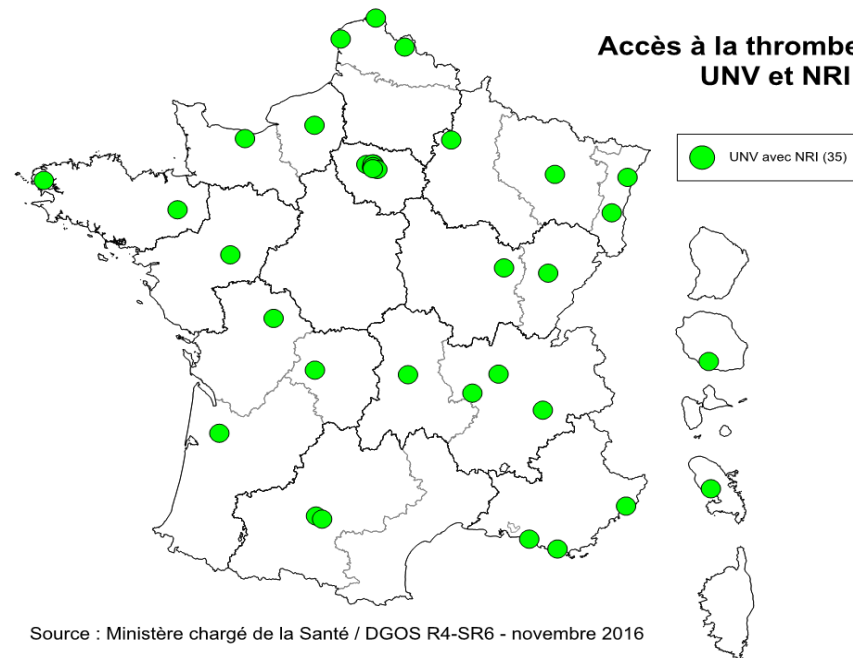 Accès à la thrombe
UNV et NRI
UNV avec NRI (35)
Source : Ministère chargé de la Santé / DGOS R4-SR6 - novembre 2016